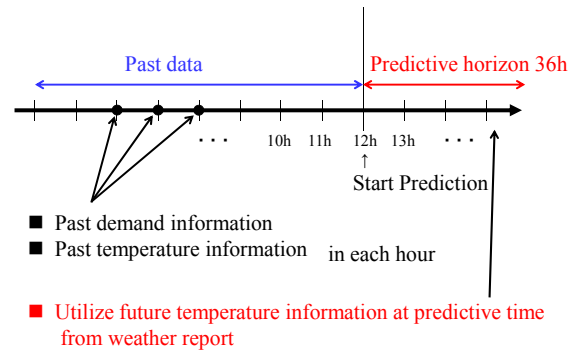 Past data
Predictive horizon 36h
· · ·
10h
11h
12h
13h
· · ·
↑
Start Prediction
■ Past demand information
■ Past temperature information
in each hour
■ Utilize future temperature information at predictive time
from weather report